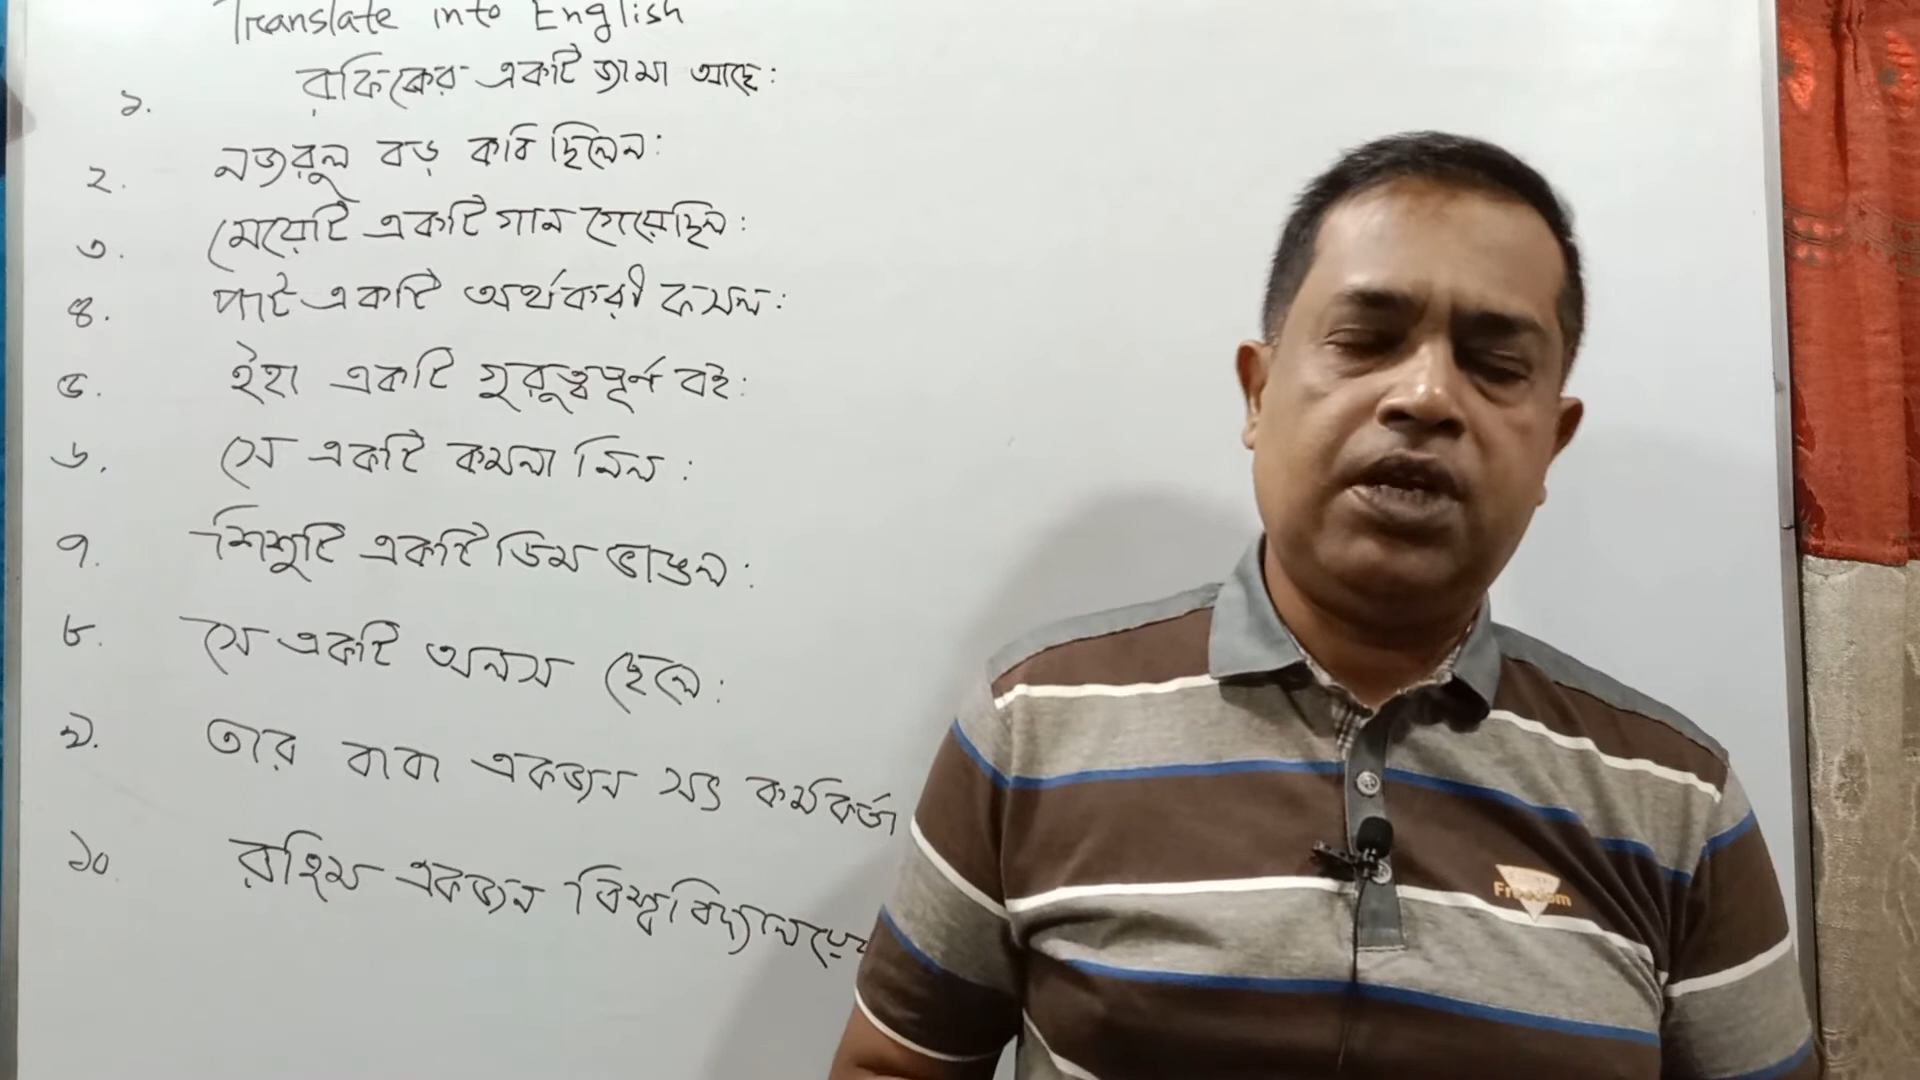 Translate into English
১. রফিকের একটি জামা আছে:
২. নজরুল বড় কবি ছিলেন:
৩. মেয়েটি একটি গান গেয়েছিল:
৪. পাট একটি অর্থকরী ফসল:
৫. ইহা একটি গুরুত্বপূর্ণ বই:
৬. সে একটি কমলা নিল:
৭. শিশুটি একটি ডিম ভাঙল:
৮. সে একটি অলস ছেলে:
৯. তার বাবা একজন সৎ কর্মকর্তা
১০. রহিম একজন বিশ্ববিদ্যালয়ের
Freedom